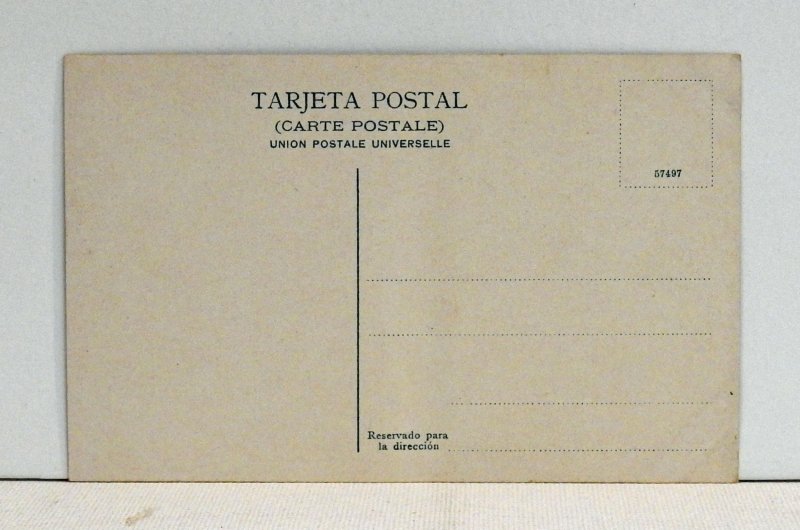 TARJETA POSTAL
(CARTE POSTALE)
UNION POSTALE UNIVERSELLE
57497
Reservado para
la dirección